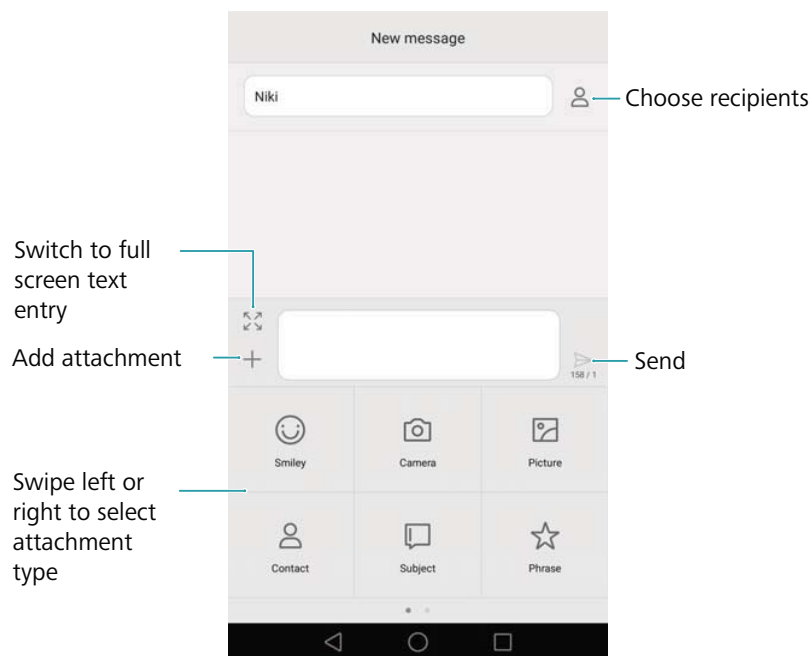 New message
Niki
Choose recipients
Switch to full
screen text
entry
Add attachment
Send
158 / 1
Smiley
Camera
Picture
Swipe left or
right to select
attachment
type
Contact
Subject
Phrase